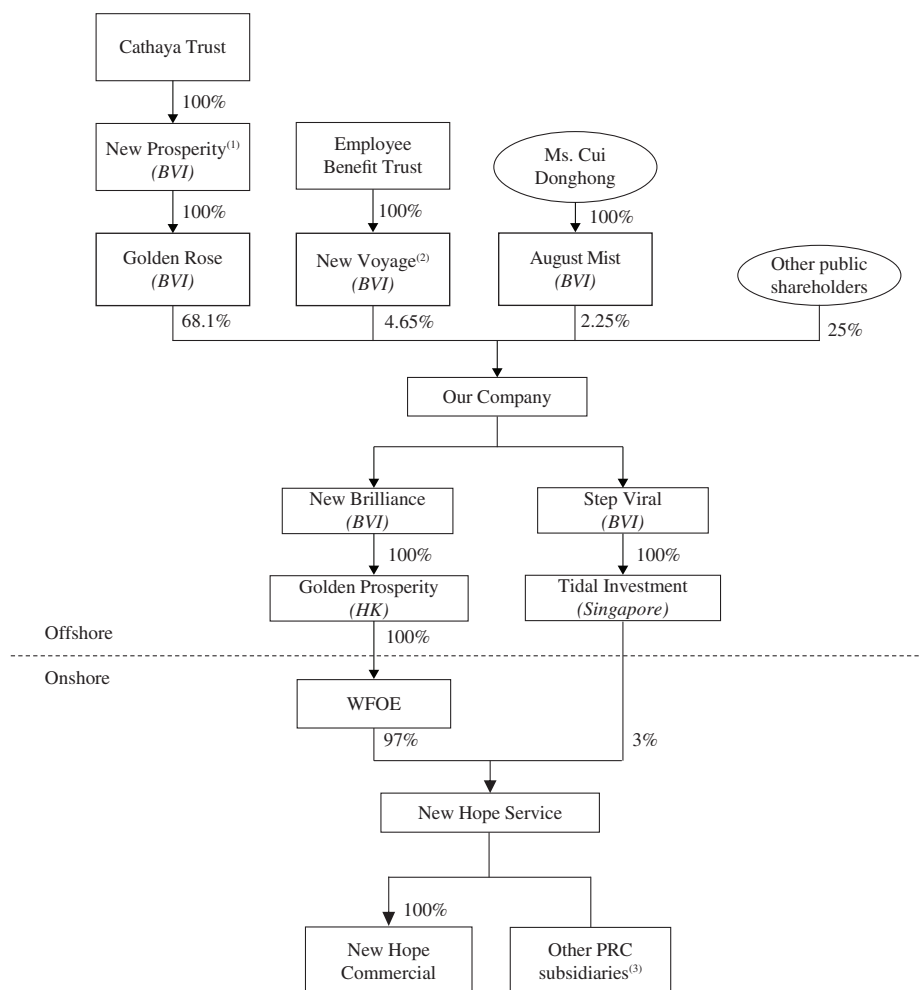 Cathaya Trust
100%
New Prosperity(1)
(BVI)
Employee
Benefit Trust
Ms. Cui
Donghong
100%
100%
100%
Golden Rose
(BVI)
New Voyage(2)
(BVI)
August Mist
(BVI)
Other public
shareholders
68.1%
4.65%
2.25%
25%
Our Company
New Brilliance
(BVI)
Step Viral
(BVI)
100%
100%
Golden Prosperity
(HK)
Tidal Investment
(Singapore)
Offshore
100%
Onshore
WFOE
97%
3%
New Hope Service
100%
New Hope
Commercial
Other PRC
subsidiaries(3)